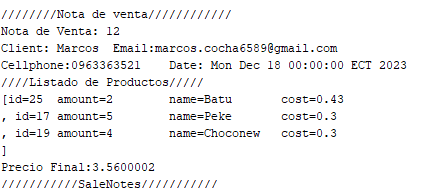 ////////Nota de venta////////////
Nota de Venta: 12
Client: Marcos  Email:marcos.cocha6589@gmail.com
Cellphone:0963363521    Date: Mon Dec 18 00:00:00 ECT 2023
////Listado de Productos/////
[id=25  amount=2        name=Batu       cost=0.43
, id=17 amount=5        name=Peke       cost=0.3
, id=19 amount=4        name=Choconew   cost=0.3
]
Precio Final:3.5600002
///////////SaleNotes///////////